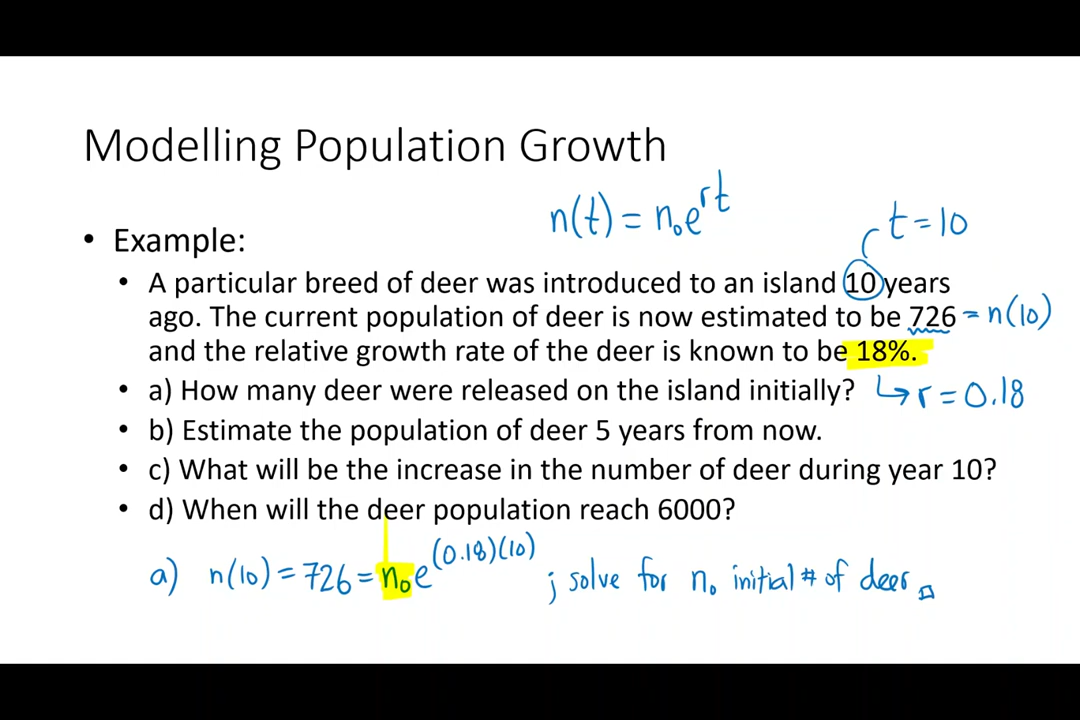 Modelling Population Growth
n(t) = n₀e^rt
t = 10
• Example:
• A particular breed of deer was introduced to an island 10 years
ago. The current population of deer is now estimated to be 726 = n(10)
and the relative growth rate of the deer is known to be 18%.
• a) How many deer were released on the island initially? ↳ r = 0.18
• b) Estimate the population of deer 5 years from now.
• c) What will be the increase in the number of deer during year 10?
• d) When will the deer population reach 6000?
a) n(10) = 726 = n₀e^(0.18)(10) ; solve for n₀ initial # of deer.